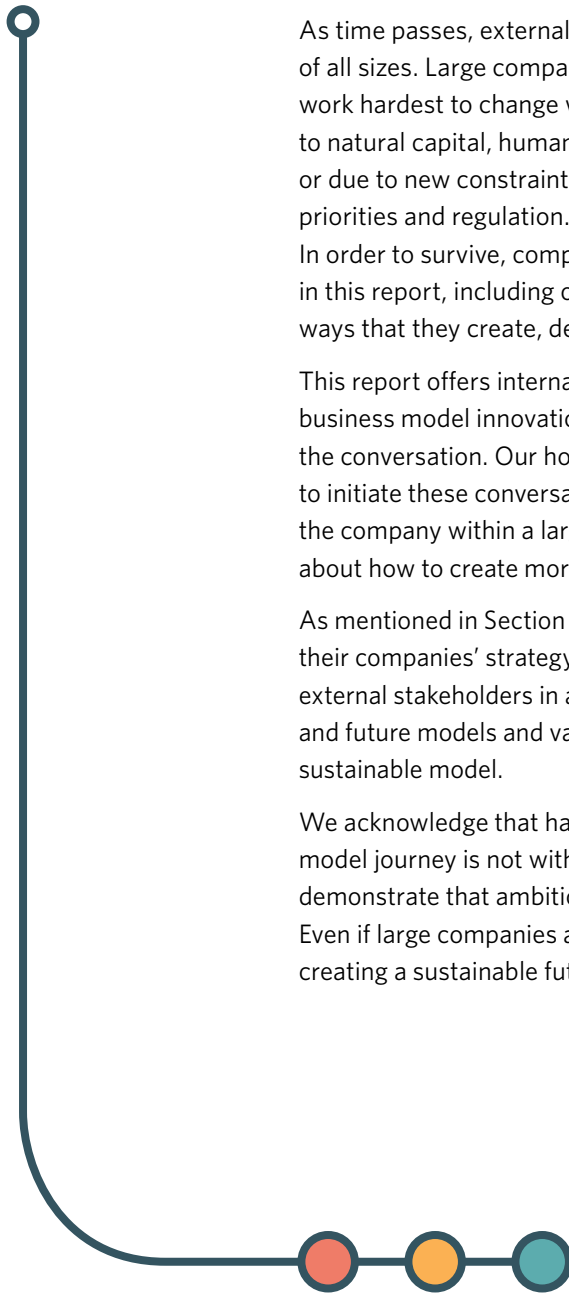 As time passes, external
of all sizes. Large compa
work hardest to change
to natural capital, human
or due to new constraint
priorities and regulation.
In order to survive, comp
in this report, including
ways that they create, de
This report offers interna
business model innovatio
the conversation. Our ho
to initiate these conversa
the company within a lar
about how to create mor
As mentioned in Section
their companies’ strategy
external stakeholders in a
and future models and va
sustainable model.
We acknowledge that ha
model journey is not with
demonstrate that ambitio
Even if large companies a
creating a sustainable fut